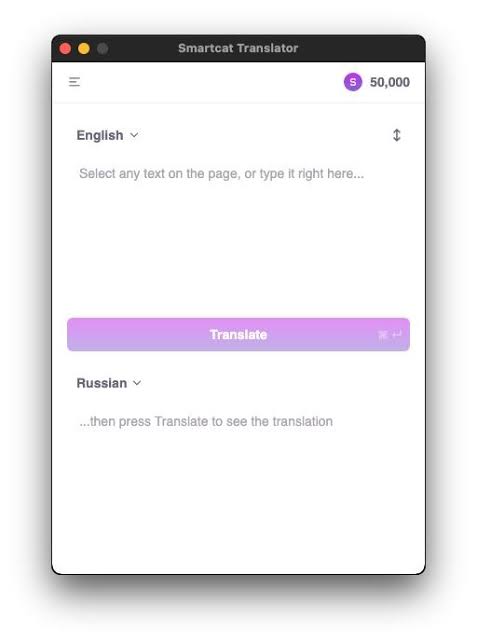 Smartcat Translator
S 50,000
English
Select any text on the page, or type it right here...
Translate ⌘ ↵
Russian
...then press Translate to see the translation